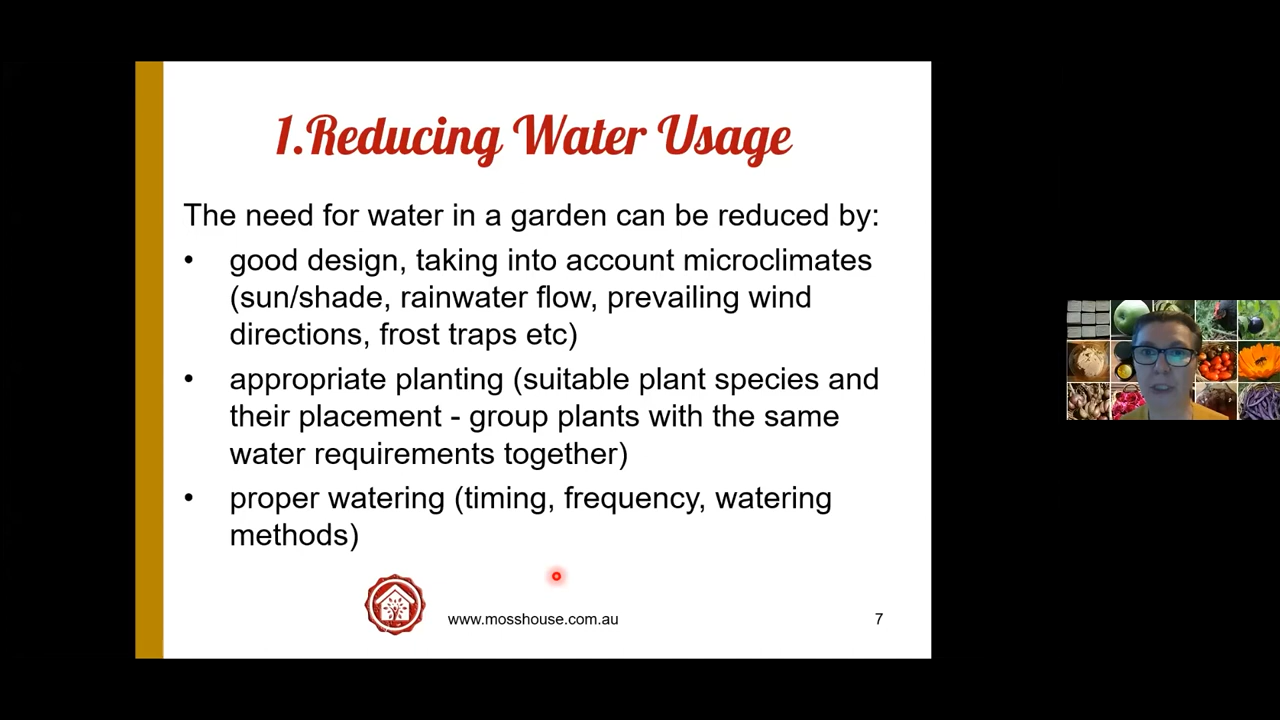 1.Reducing Water Usage
The need for water in a garden can be reduced by:
• good design, taking into account microclimates
(sun/shade, rainwater flow, prevailing wind
directions, frost traps etc)
• appropriate planting (suitable plant species and
their placement - group plants with the same
water requirements together)
• proper watering (timing, frequency, watering
methods)
www.mosshouse.com.au
7